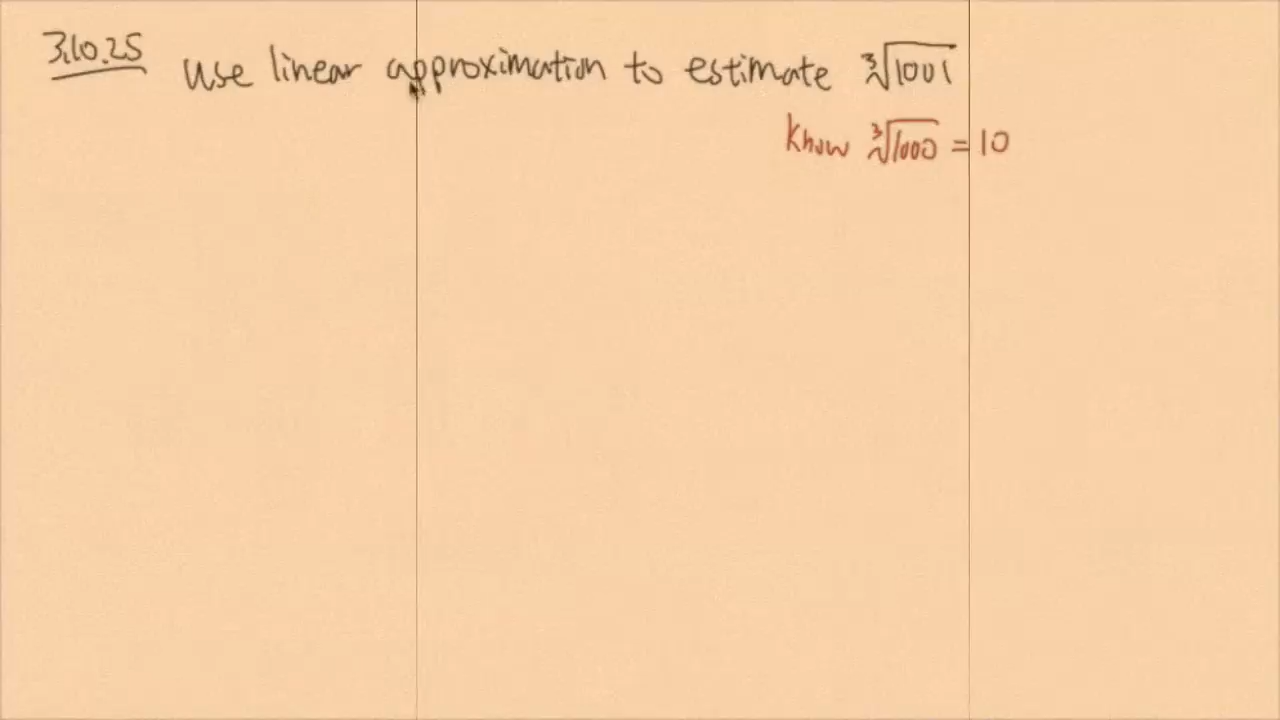 3.10.25 Use linear approximation to estimate ∛1001
Know ∛1000 = 10